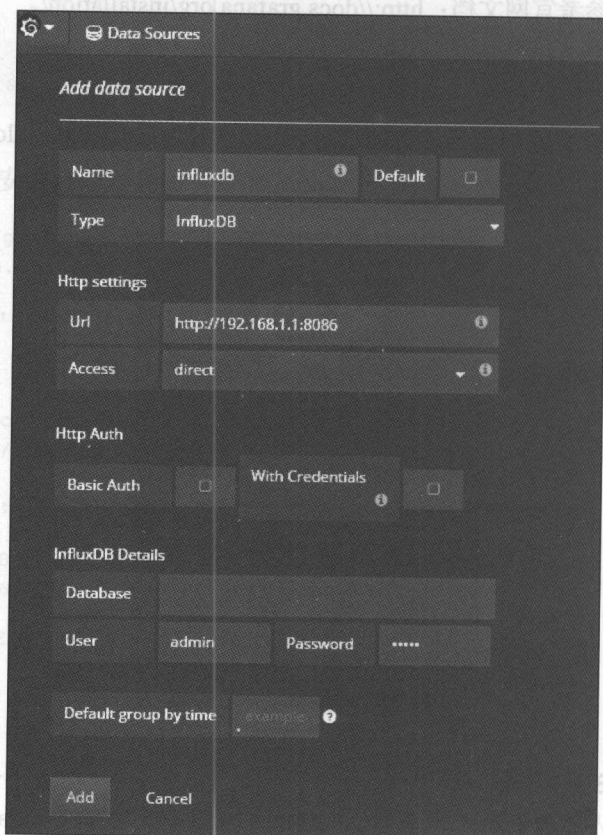 Data Sources
Add data source
Name influxdb Default
Type InfluxDB
Http settings
Url http://192.168.1.1:8086
Access direct
Http Auth
Basic Auth With Credentials
InfluxDB Details
Database
User admin Password •••••
Default group by time example
Add Cancel